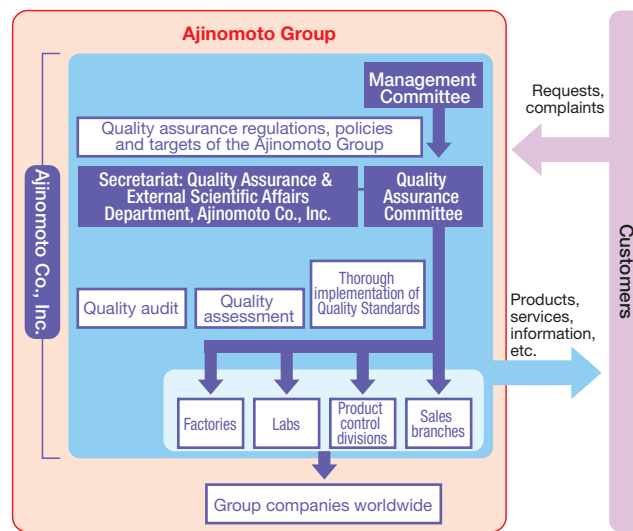 Ajinomoto Group
Management
Committee
Requests,
complaints
Quality assurance regulations, policies
and targets of the Ajinomoto Group
Ajinomoto Co., Inc.
Secretariat: Quality Assurance &
External Scientific Affairs
Department, Ajinomoto Co., Inc.
Quality
Assurance
Committee
Customers
Quality audit
Quality
assessment
Thorough
implementation of
Quality Standards
Products,
services,
information,
etc.
Factories
Labs
Product
control
divisions
Sales
branches
Group companies worldwide